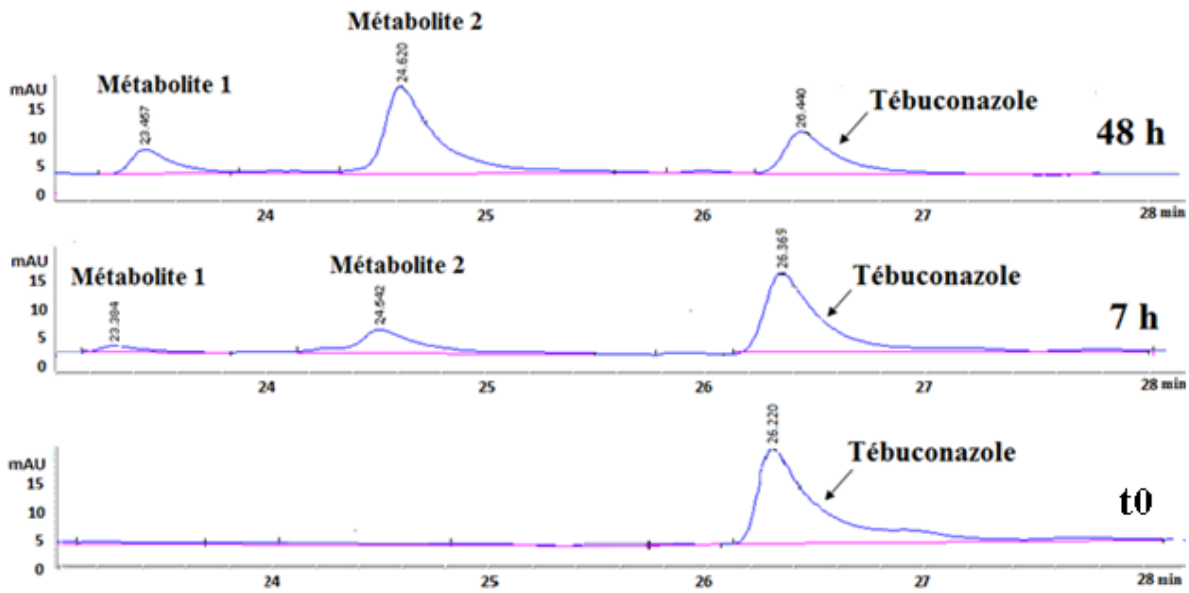 Métabolite 2
24.620
Métabolite 1
23.467
mAU
15
10
5
0
26.440
Tébuconazole
48 h
24 25 26 27 28 min
Métabolite 1
23.384
Métabolite 2
24.642
mAU
15
10
5
0
26.369
Tébuconazole
7 h
24 25 26 27 28 min
26.220
Tébuconazole
mAU
15
10
5
0
t0
24 25 26 27 28 min